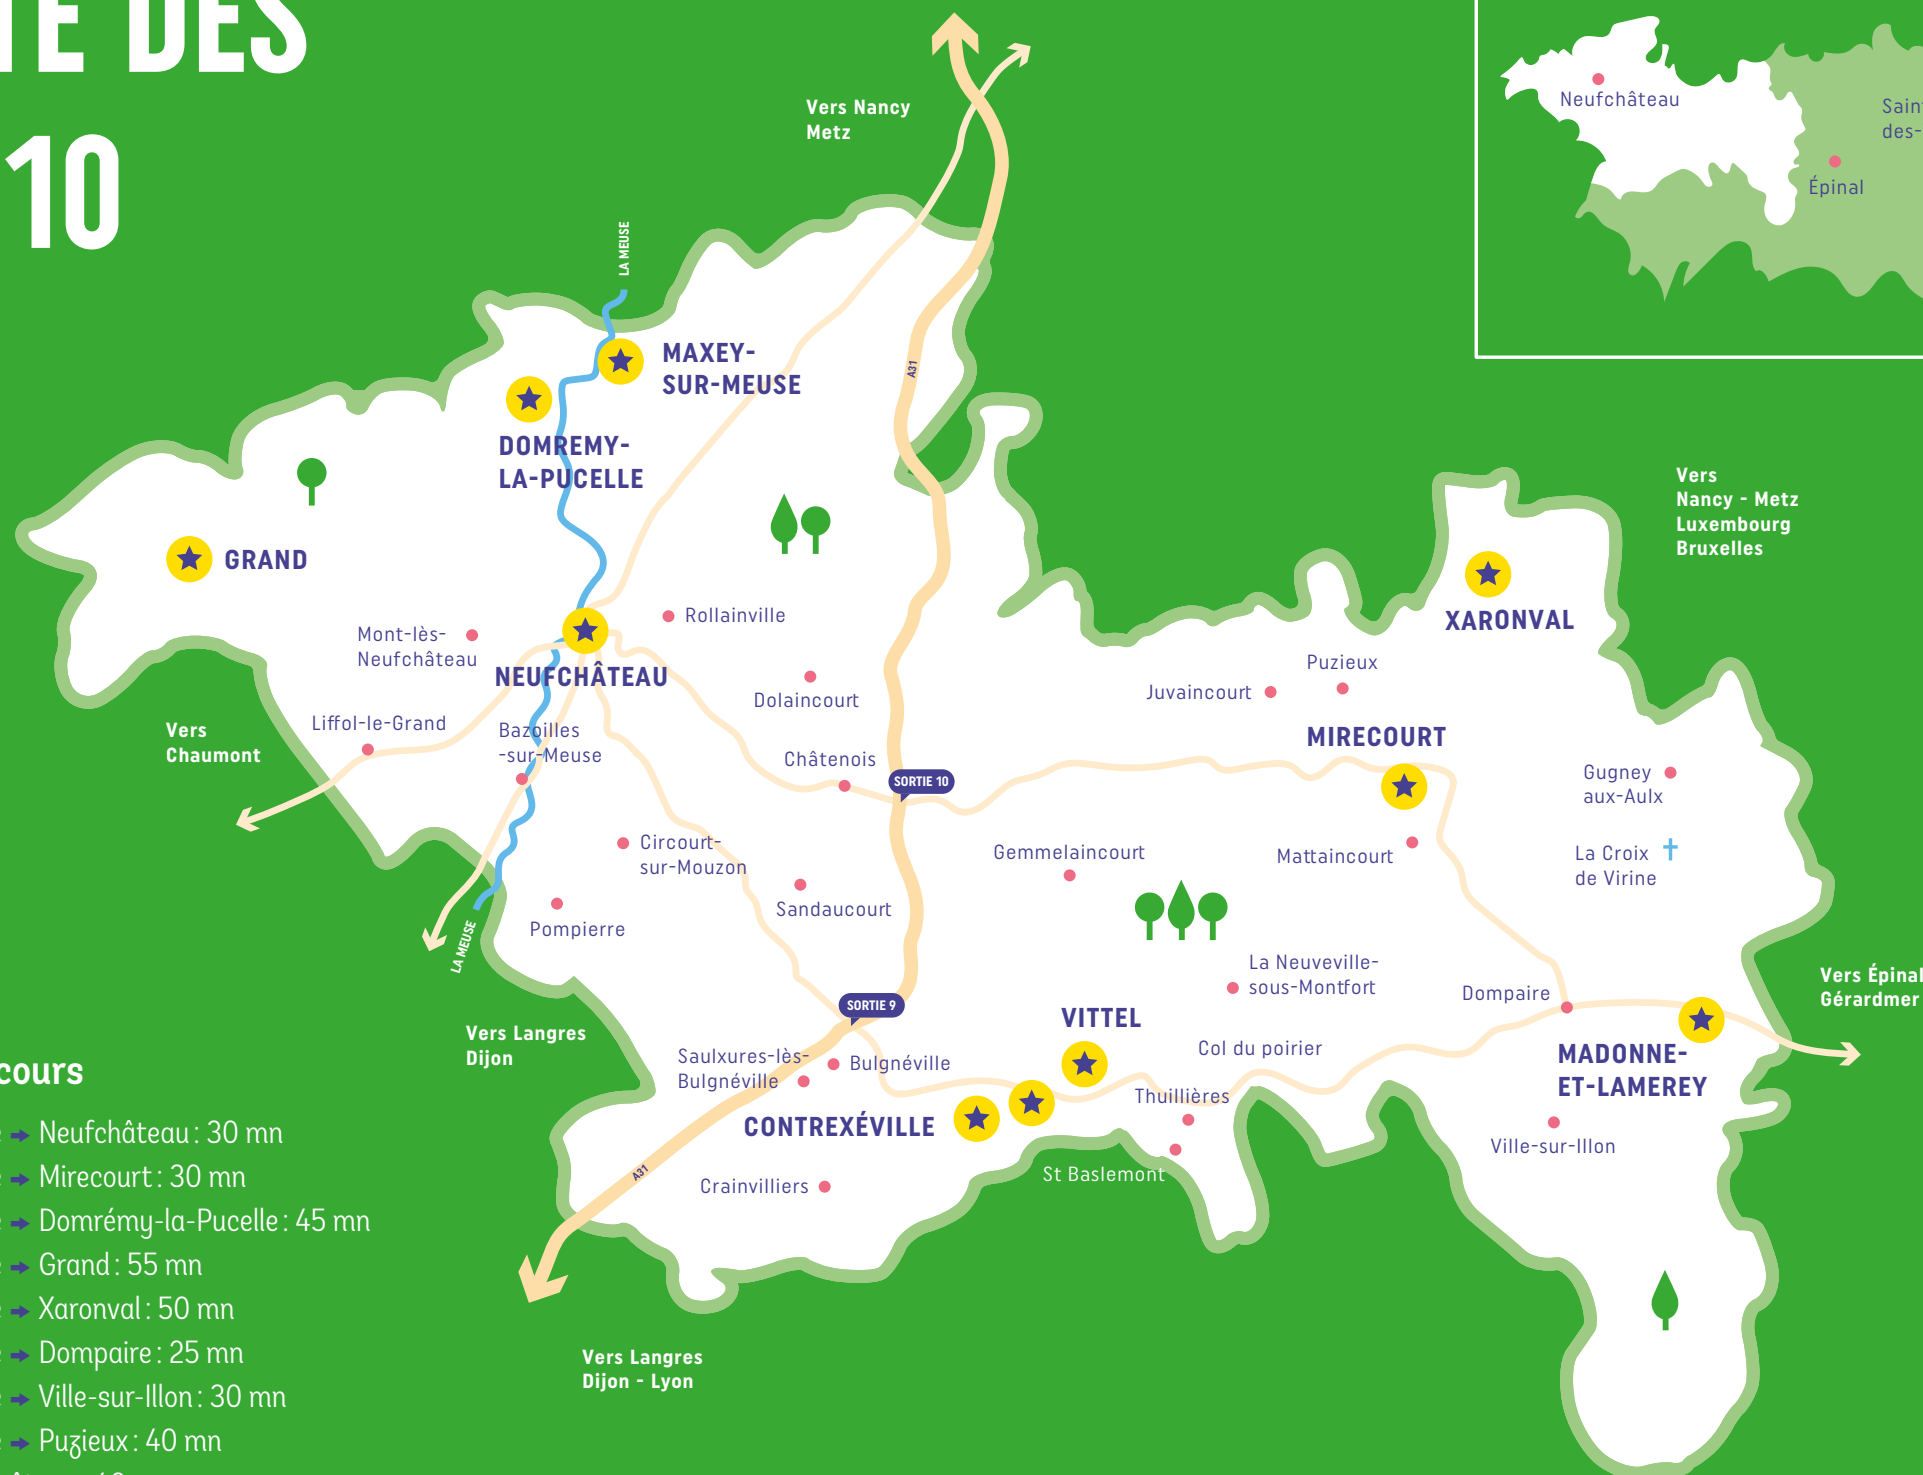 DES
10
Vers Nancy
Metz
Neufchâteau
Épinal
LA MEUSE
MAXEY-
SUR-MEUSE
A31
DOMREMY-
LA-PUCELLE
GRAND
Vers
Nancy - Metz
Luxembourg
Bruxelles
XARONVAL
Rollainville
Mont-lès-
Neufchâteau
NEUFCHÂTEAU
Dolaincourt
Puzieux
Juvaincourt
MIRECOURT
Vers
Chaumont
Liffol-le-Grand
Bazoilles
-sur-Meuse
Châtenois
SORTIE 10
Gugney
aux-Aulx
Circourt-
sur-Mouzon
Gemmelaincourt
Mattaincourt
La Croix
de Virine
Sandaucourt
Pompierre
LA MEUSE
La Neuveville-
sous-Montfort
Dompaire
Vers Épinal
Gérardmer
SORTIE 9
VITTEL
Vers Langres
Dijon
Saulxures-lès-
Bulgnéville
Bulgnéville
Col du poirier
MADONNE-
ET-LAMEREY
Thuillières
CONTREXÉVILLE
Ville-sur-Illon
St Baslemont
A31
Crainvilliers
Vers Langres
Dijon - Lyon
cours
Neufchâteau : 30 mn
Mirecourt : 30 mn
Domrémy-la-Pucelle : 45 mn
Grand : 55 mn
Xaronval : 50 mn
Dompaire : 25 mn
Ville-sur-Illon : 30 mn
Puzieux : 40 mn